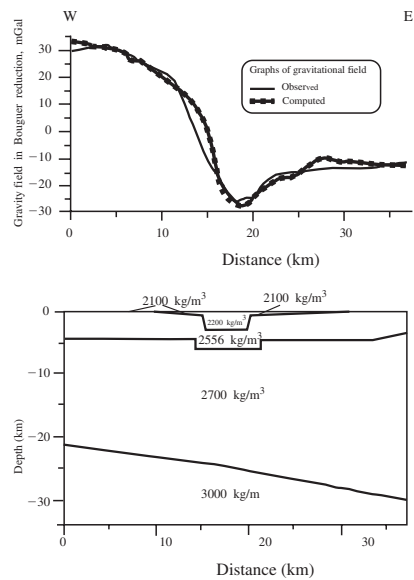 W E
Gravity field in Bouguer reduction, mGal
30
20
10
0
−10
−20
−30
Graphs of gravitational field
Observed
Computed
0 10 20 30
Distance (km)
2100 kg/m³ 2100 kg/m³
2200 kg/m³
2556 kg/m³
2700 kg/m³
3000 kg/m
Depth (km)
0
−10
−20
−30
0 10 20 30
Distance (km)